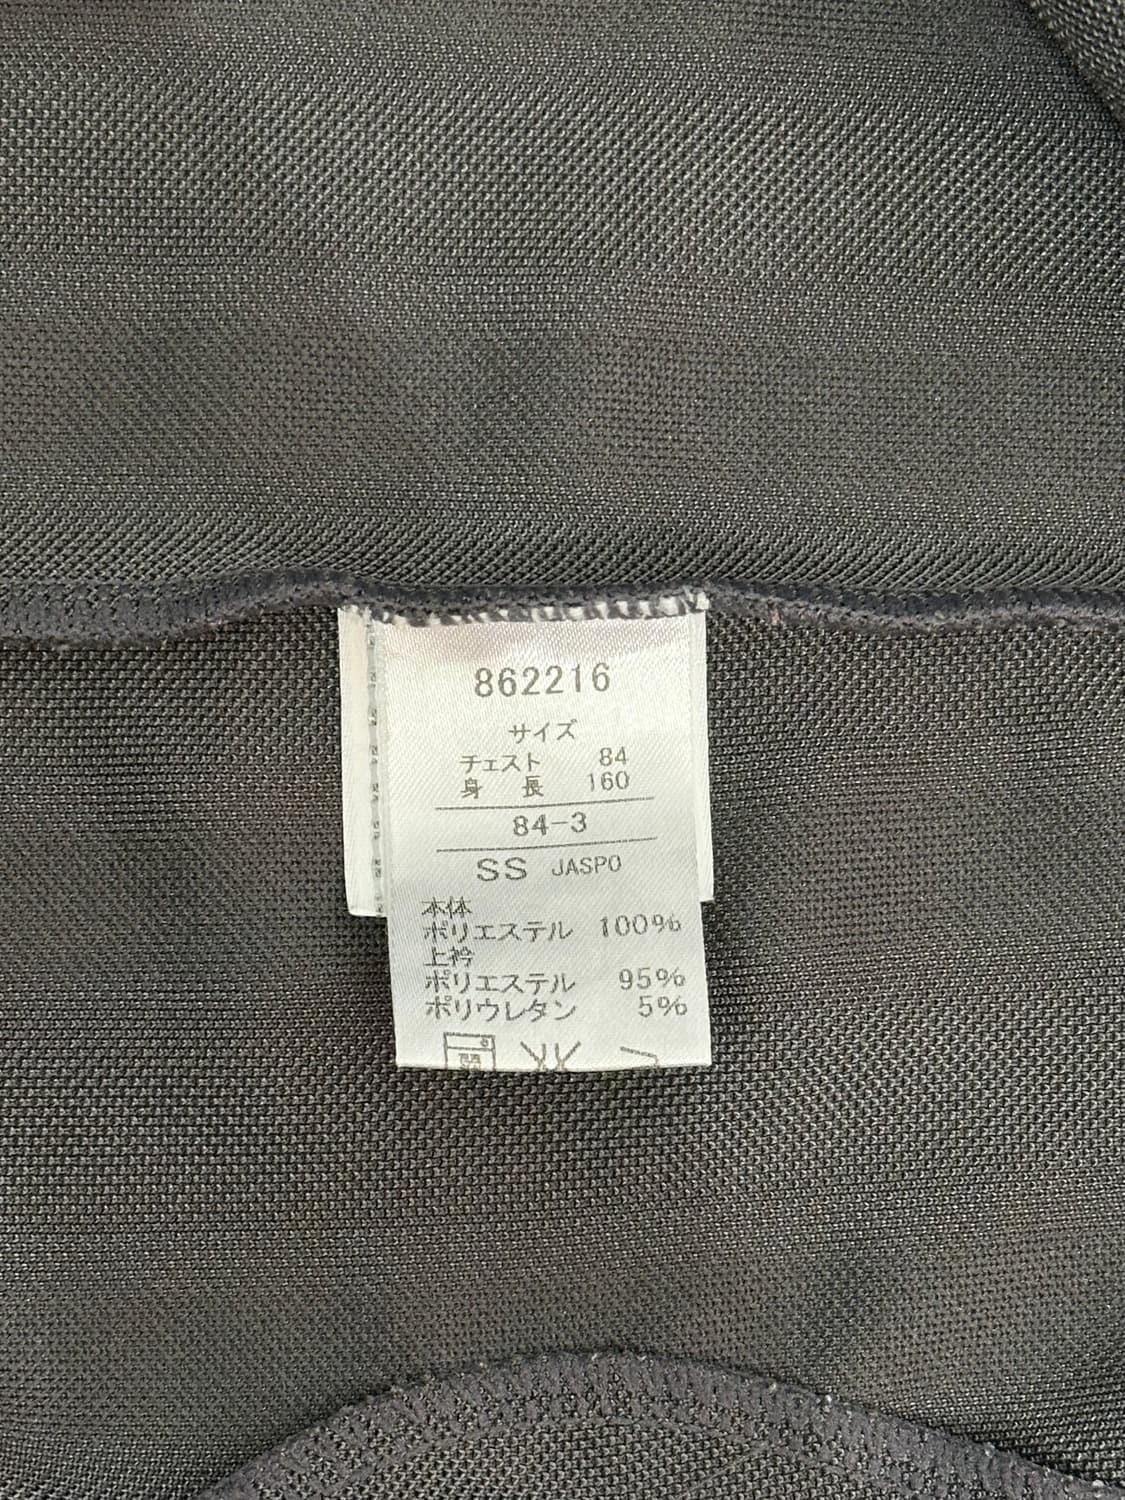 862216
サイズ
チェスト 84
身 長 160
84-3
SS JASPO
本体
ポリエステル 100%
上衿
ポリエステル 95%
ポリウレタン 5%